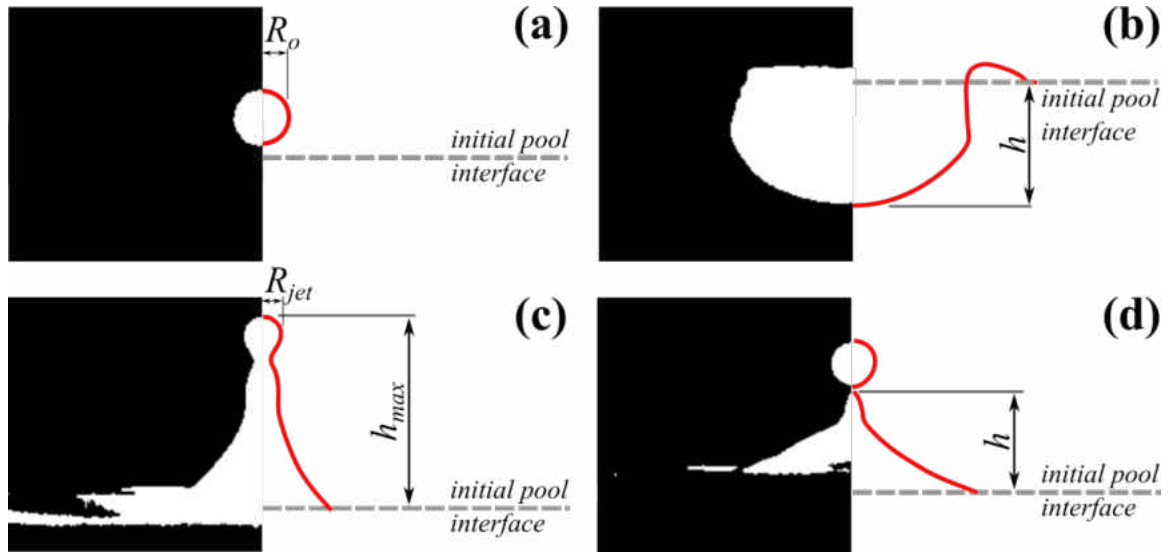 (a)
R_o
initial pool
interface
(b)
initial pool
interface
h
(c)
R_jet
h_max
initial pool
interface
(d)
h
initial pool
interface